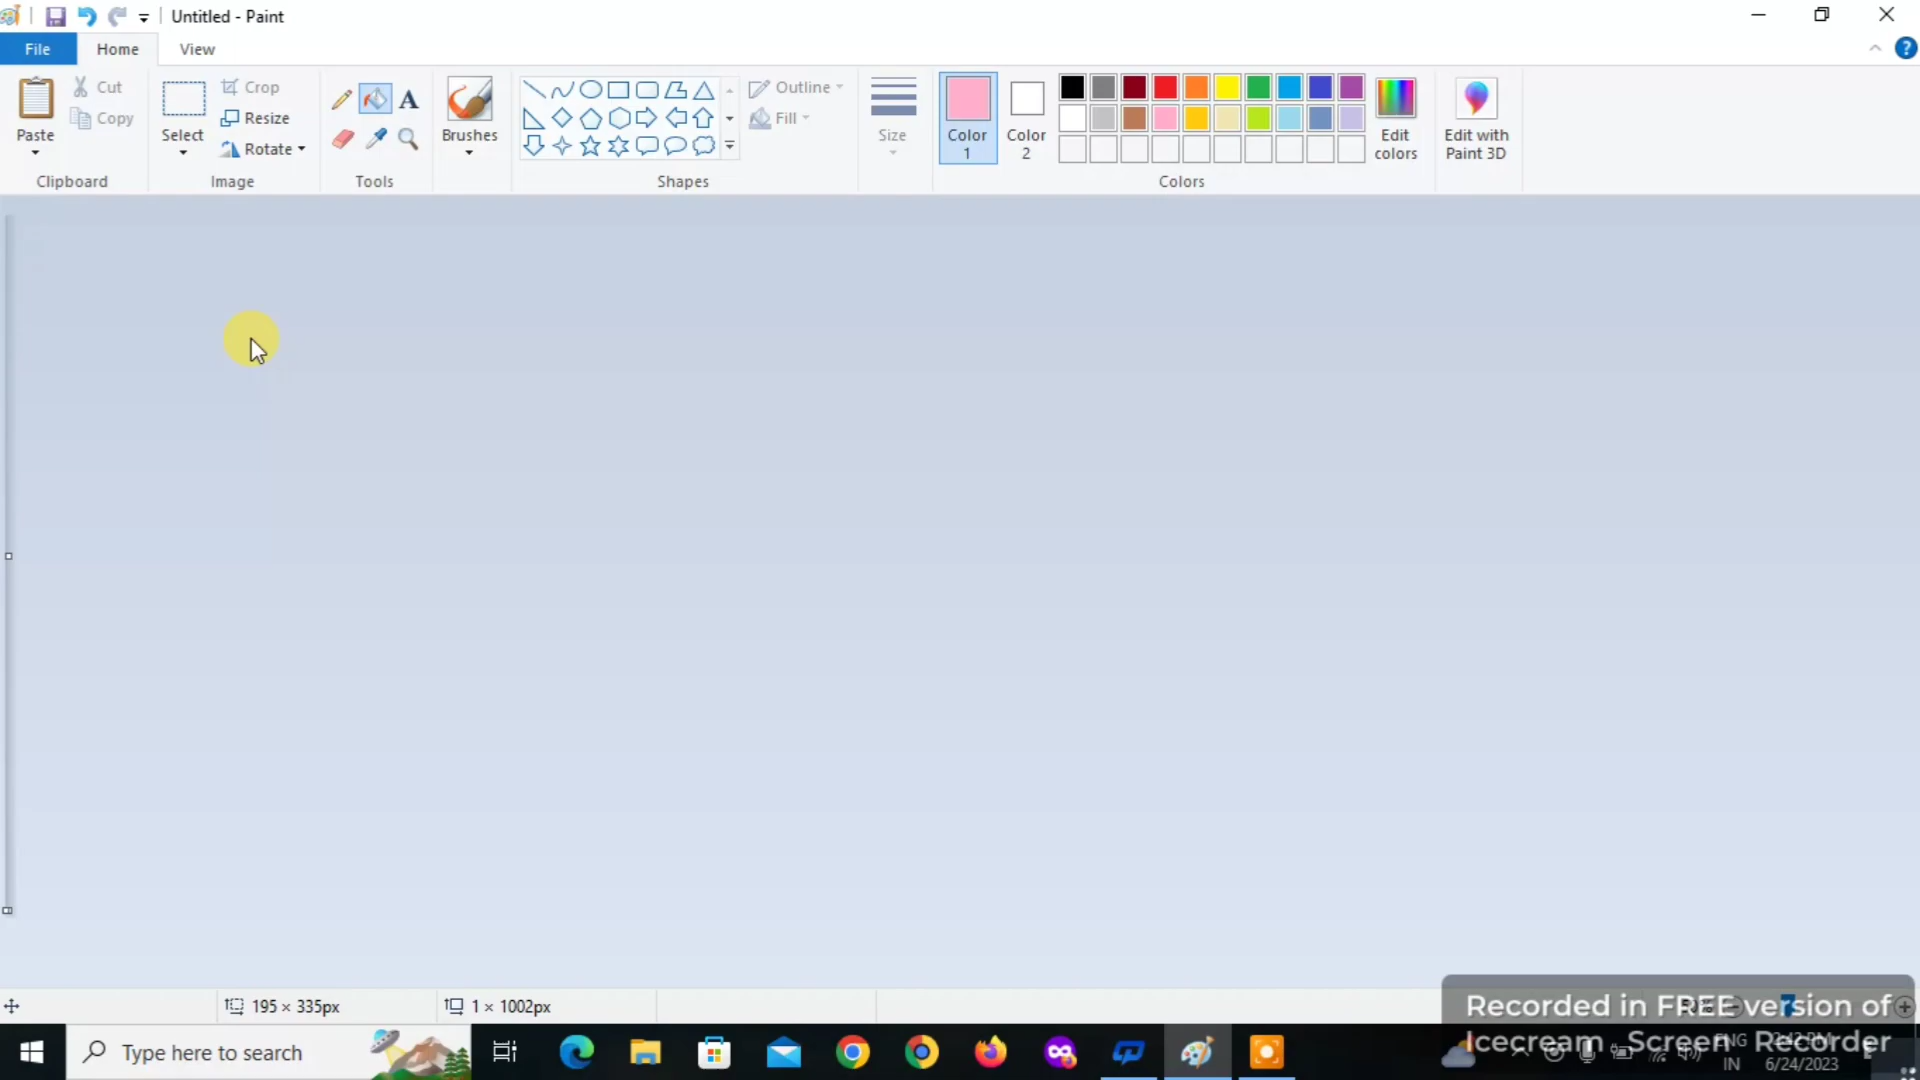 Untitled - Paint
File Home View
Paste
Cut
Copy
Clipboard
Select
Crop
Resize
Rotate
Image
A
Tools
Brushes
Shapes
Outline
Fill
Size
Color 1
Color 2
Colors
Edit colors
Edit with Paint 3D
195 × 335px
1 × 1002px
Recorded in FREE version of
Icecream Screen Recorder
Type here to search
ENG
IN
6/24/2023